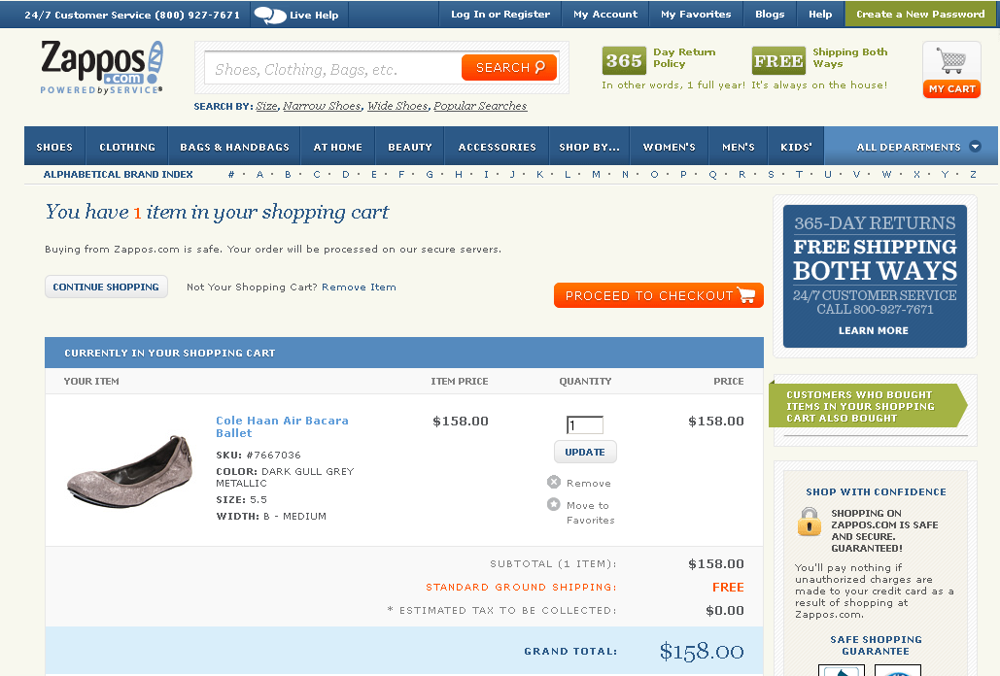 24/7 Customer Service (800) 927-7671
Live Help
Log In or Register
My Account
My Favorites
Blogs
Help
Create a New Password
Zappos
.com
POWERED by SERVICE®
Shoes, Clothing, Bags, etc.
SEARCH
365
Day Return
Policy
FREE
Shipping Both
Ways
In other words, 1 full year! It's always on the house!
MY CART
SEARCH BY: Size, Narrow Shoes, Wide Shoes, Popular Searches
SHOES
CLOTHING
BAGS & HANDBAGS
AT HOME
BEAUTY
ACCESSORIES
SHOP BY...
WOMEN'S
MEN'S
KIDS'
ALL DEPARTMENTS
ALPHABETICAL BRAND INDEX
# · A · B · C · D · E · F · G · H · I · J · K · L · M · N · O · P · Q · R · S · T · U · V · W · X · Y · Z
You have 1 item in your shopping cart
Buying from Zappos.com is safe. Your order will be processed on our secure servers.
CONTINUE SHOPPING
Not Your Shopping Cart? Remove Item
PROCEED TO CHECKOUT
CURRENTLY IN YOUR SHOPPING CART
YOUR ITEM
ITEM PRICE
QUANTITY
PRICE
Cole Haan Air Bacara
Ballet
SKU: #7667036
COLOR: DARK GULL GREY
METALLIC
SIZE: 5.5
WIDTH: B - MEDIUM
$158.00
1
UPDATE
Remove
Move to
Favorites
$158.00
SUBTOTAL (1 ITEM): $158.00
STANDARD GROUND SHIPPING: FREE
* ESTIMATED TAX TO BE COLLECTED: $0.00
GRAND TOTAL: $158.00
365-DAY RETURNS
FREE SHIPPING
BOTH WAYS
24/7 CUSTOMER SERVICE
CALL 800-927-7671
LEARN MORE
CUSTOMERS WHO BOUGHT
ITEMS IN YOUR SHOPPING
CART ALSO BOUGHT
SHOP WITH CONFIDENCE
SHOPPING ON
ZAPPOS.COM IS SAFE
AND SECURE.
GUARANTEED!
You'll pay nothing if
unauthorized charges are
made to your credit card as a
result of shopping at
Zappos.com.
SAFE SHOPPING
GUARANTEE